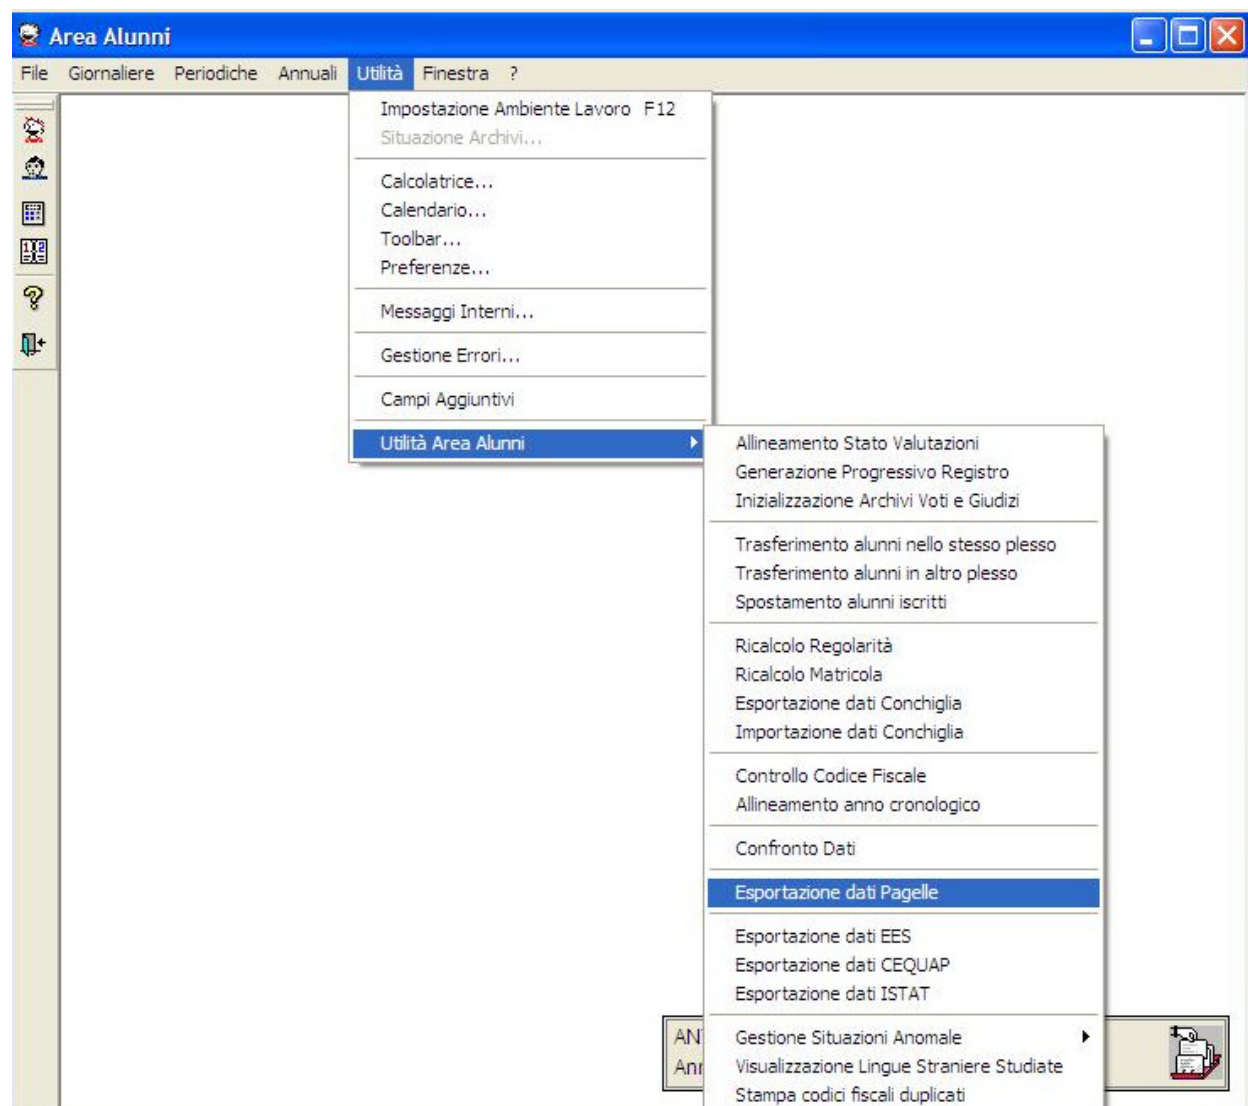 Area Alunni
File Giornaliere Periodiche Annuali Utilità Finestra ?
Impostazione Ambiente Lavoro F12
Situazione Archivi...
Calcolatrice...
Calendario...
Toolbar...
Preferenze...
Messaggi Interni...
Gestione Errori...
Campi Aggiuntivi
Utilità Area Alunni
Allineamento Stato Valutazioni
Generazione Progressivo Registro
Inizializzazione Archivi Voti e Giudizi
Trasferimento alunni nello stesso plesso
Trasferimento alunni in altro plesso
Spostamento alunni iscritti
Ricalcolo Regolarità
Ricalcolo Matricola
Esportazione dati Conchiglia
Importazione dati Conchiglia
Controllo Codice Fiscale
Allineamento anno cronologico
Confronto Dati
Esportazione dati Pagelle
Esportazione dati EES
Esportazione dati CEQUAP
Esportazione dati ISTAT
Gestione Situazioni Anomale
Visualizzazione Lingue Straniere Studiate
Stampa codici fiscali duplicati